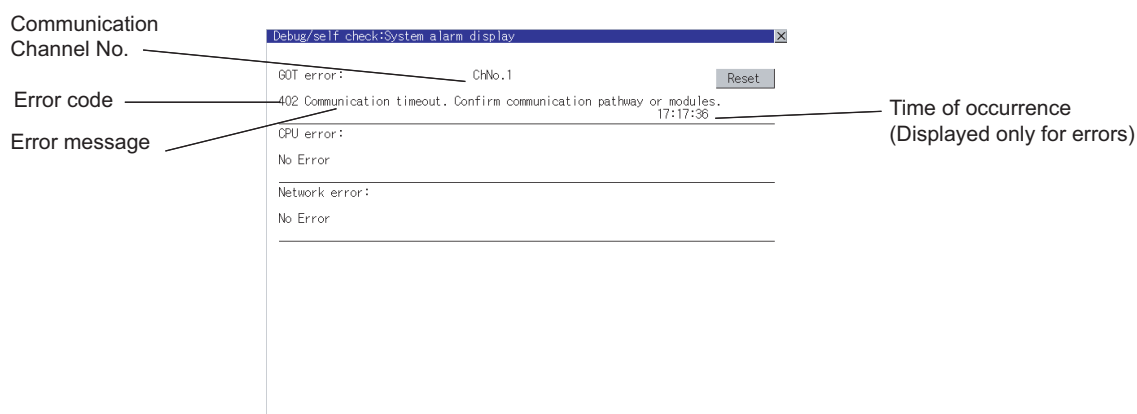 Communication
Channel No.
Debug/self check:System alarm display
GOT error: ChNo.1 Reset
Error code
402 Communication timeout. Confirm communication pathway or modules.
17:17:36
Time of occurrence
(Displayed only for errors)
Error message
CPU error:
No Error
Network error:
No Error